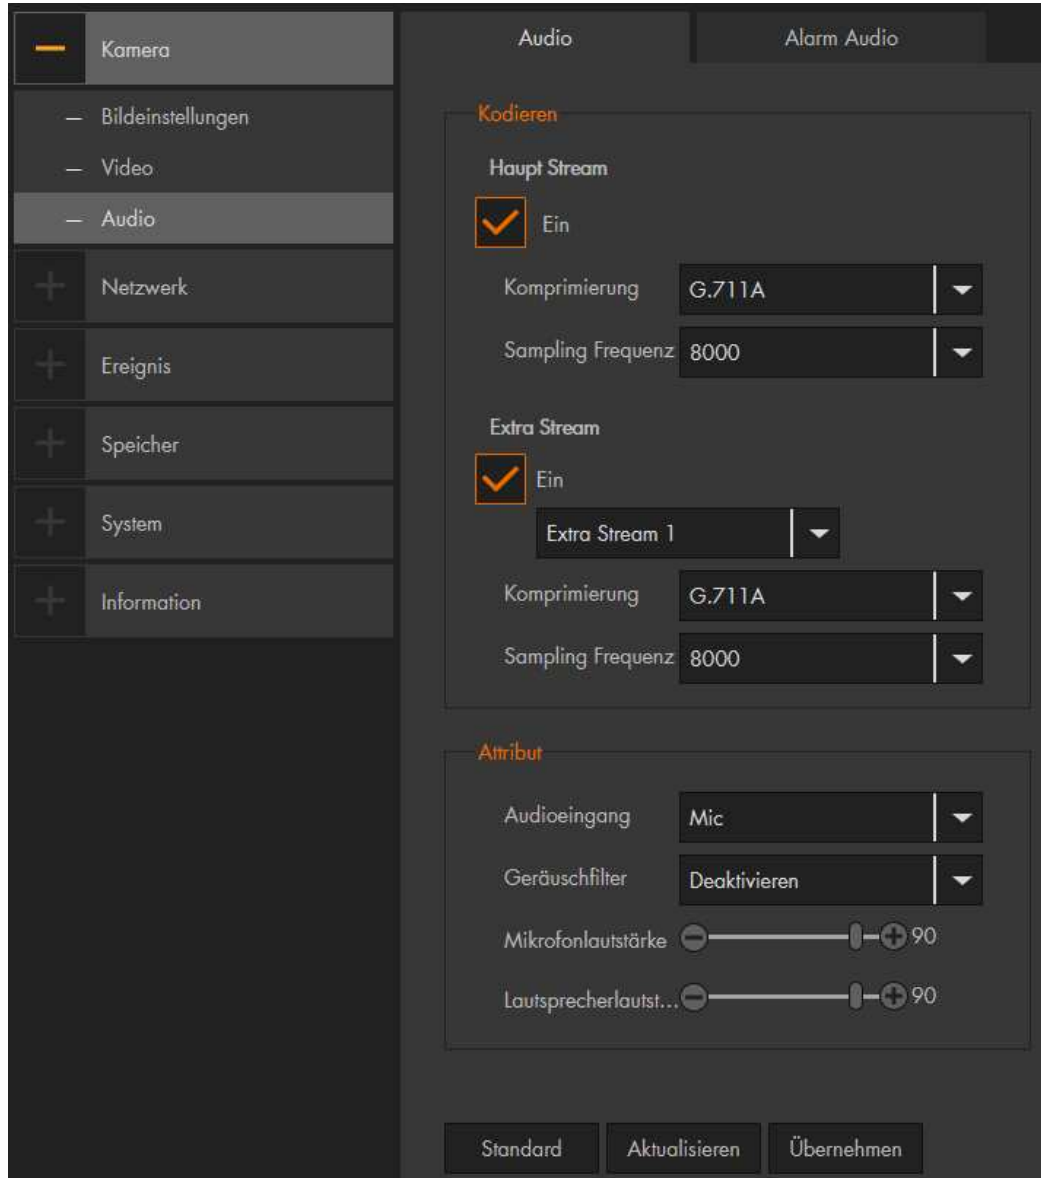 Kamera
Bildeinstellungen
Video
Audio
Netzwerk
Ereignis
Speicher
System
Information
Audio
Alarm Audio
Kodieren
Haupt Stream
Ein
Komprimierung G.711A
Sampling Frequenz 8000
Extra Stream
Ein
Extra Stream 1
Komprimierung G.711A
Sampling Frequenz 8000
Attribut
Audioeingang Mic
Geräuschfilter Deaktivieren
Mikrofonlautstärke 90
Lautsprecherlautst... 90
Standard Aktualisieren Übernehmen